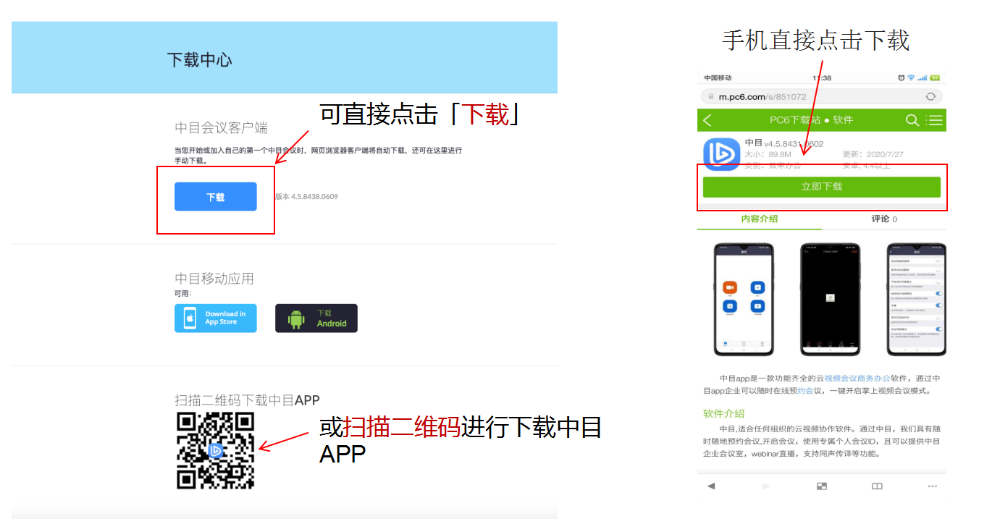 下载中心
可直接点击「下载」
中目会议客户端
当您开始或加入自己的第一个中目会议时，网页浏览器客户端将自动下载，还可在这里进行
手动下载。
下载
版本 4.5.8438.0609
中目移动应用
可用：
Download in
App Store
下载
Android
扫描二维码下载中目APP
或扫描二维码进行下载中目
APP
手机直接点击下载
中国移动
11:38
m.pc6.com/s/851072
PC6下载站 ● 软件
中目 v4.5.8431.0602
大小：89.8M
更新：2020/7/27
类别：效率办公
安卓, 4.4以上
立即下载
内容介绍
评论 0
中目app是一款功能齐全的云视频会议商务办公软件，通过中
目app企业可以随时在线预约会议，一键开启掌上视频会议模式。
软件介绍
中目,适合任何组织的云视频协作软件。通过中目，我们具有随
时随地预约会议,开启会议，使用专属个人会议ID，且可以提供中目
企业会议室，webinar直播，支持同声传译等功能。